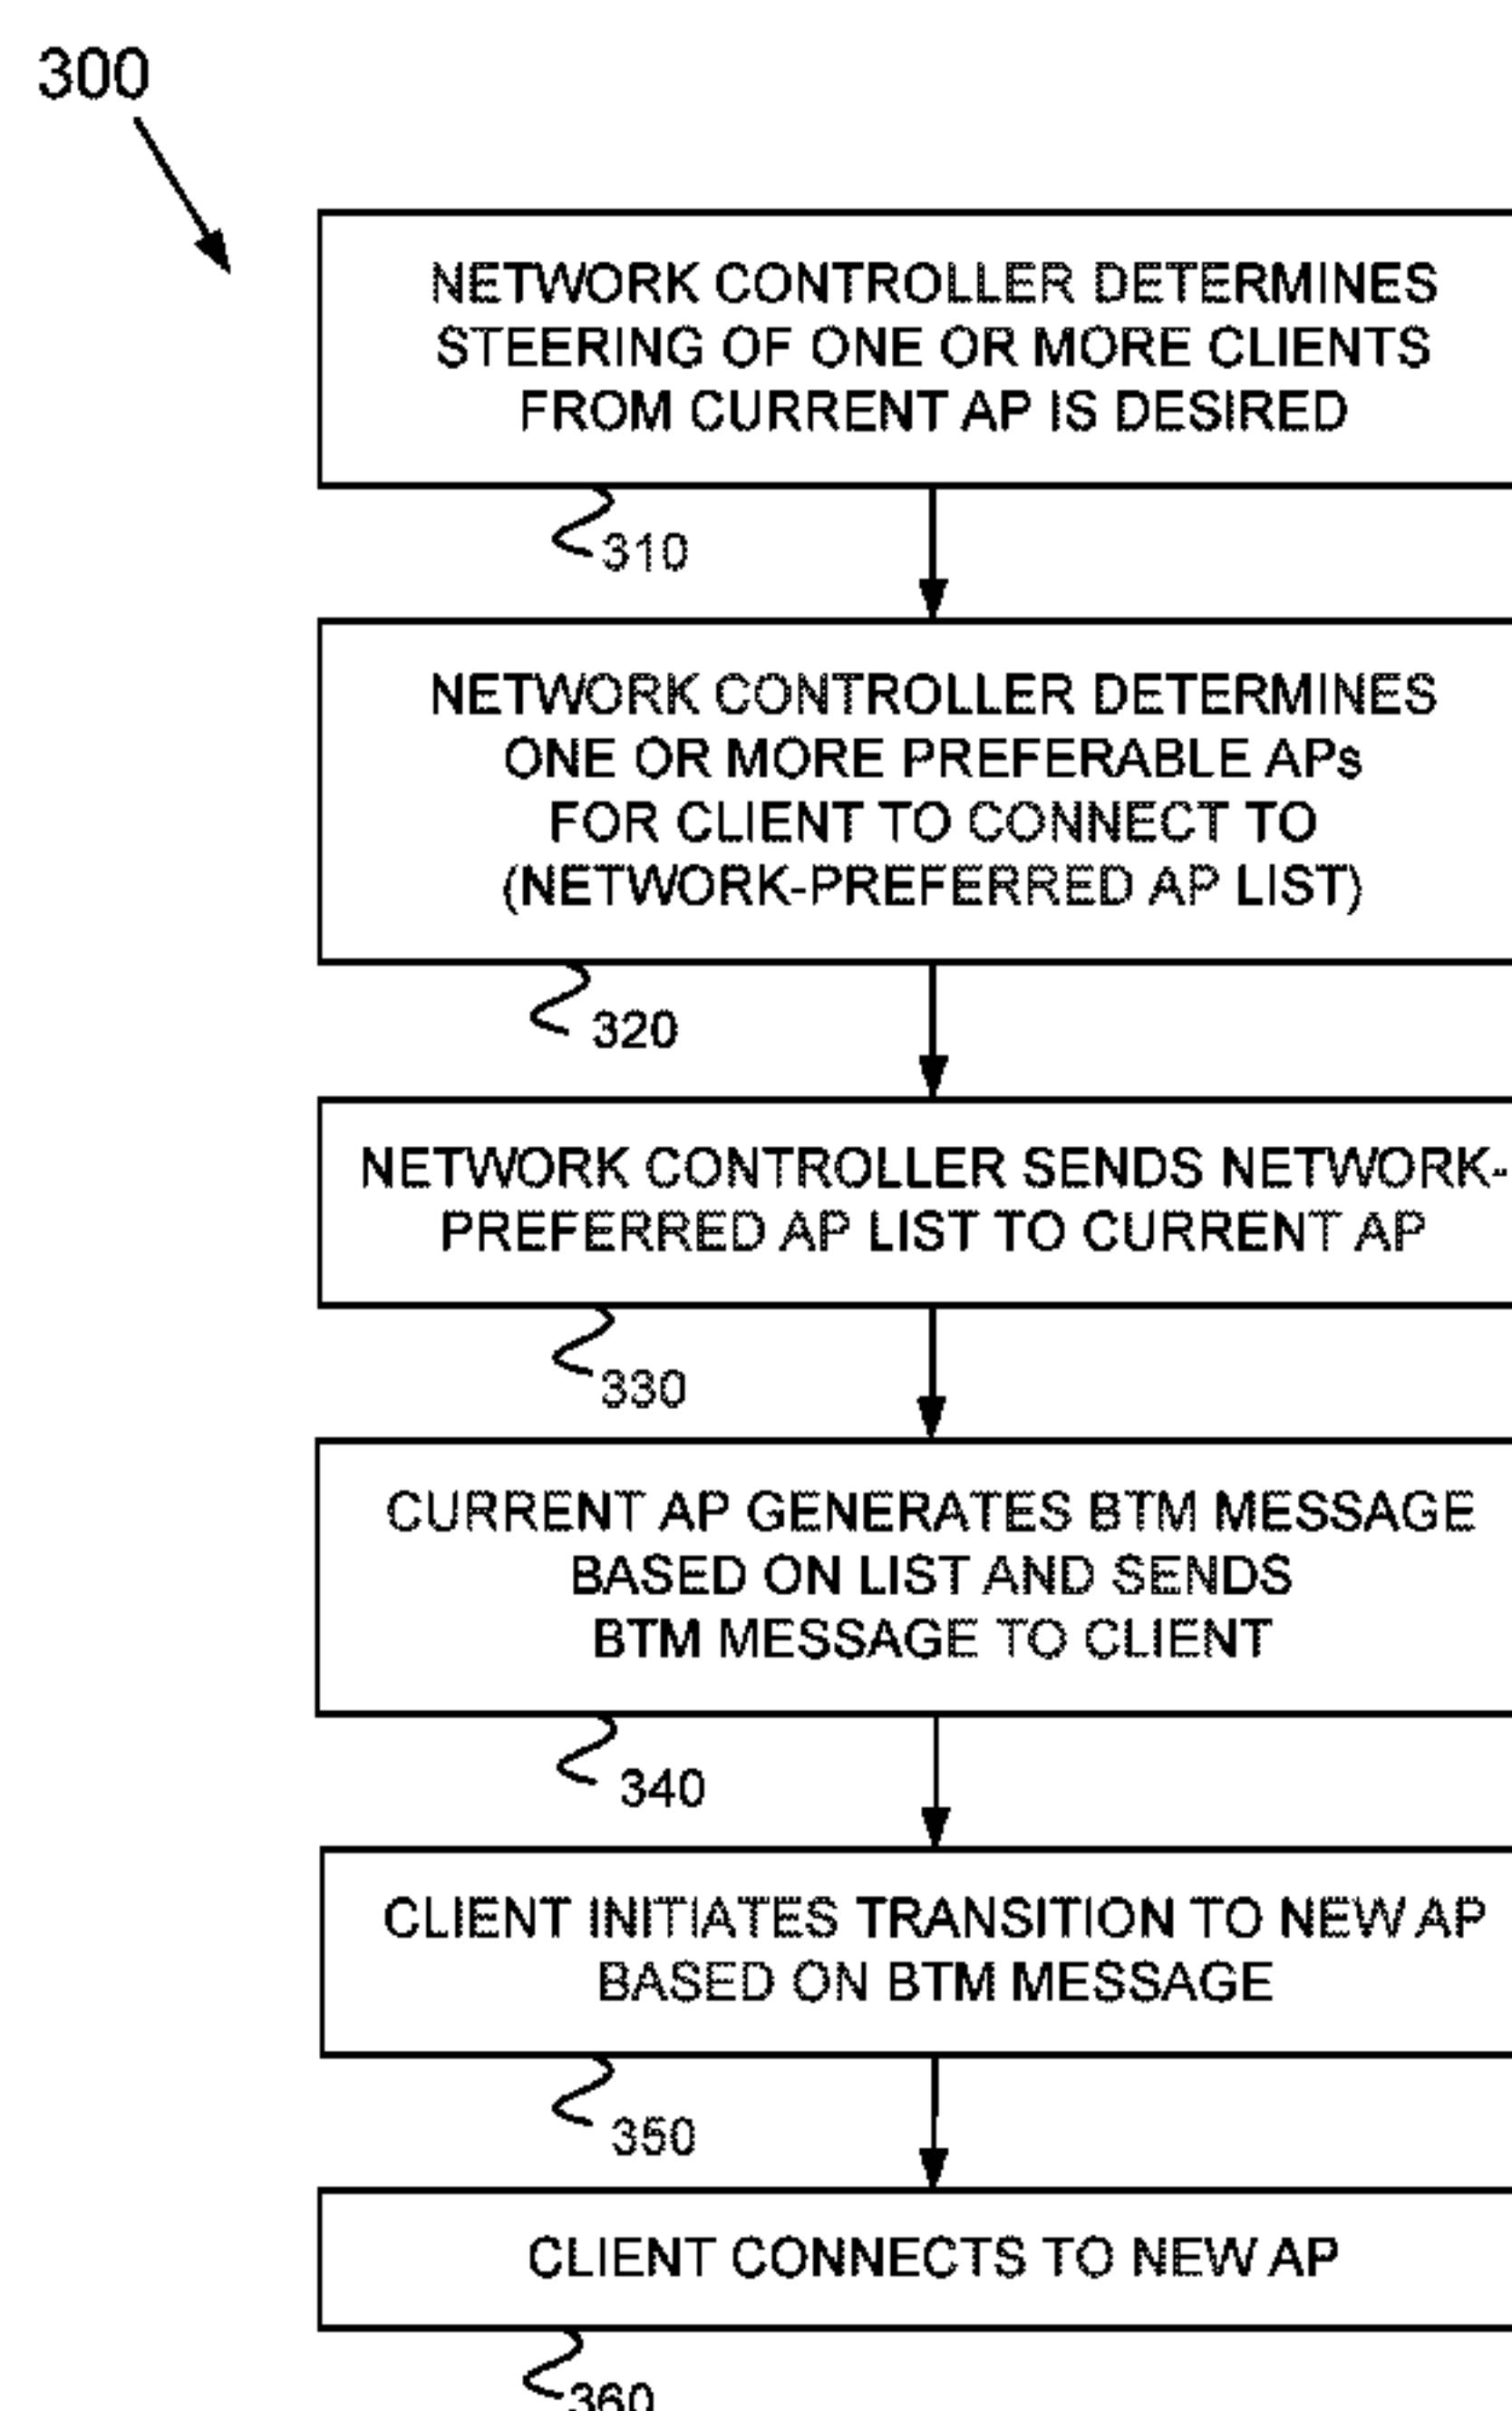 300
NETWORK CONTROLLER DETERMINES
STEERING OF ONE OR MORE CLIENTS
FROM CURRENT AP IS DESIRED
310
NETWORK CONTROLLER DETERMINES
ONE OR MORE PREFERABLE APs
FOR CLIENT TO CONNECT TO
(NETWORK-PREFERRED AP LIST)
320
NETWORK CONTROLLER SENDS NETWORK-
PREFERRED AP LIST TO CURRENT AP
330
CURRENT AP GENERATES BTM MESSAGE
BASED ON LIST AND SENDS
BTM MESSAGE TO CLIENT
340
CLIENT INITIATES TRANSITION TO NEW AP
BASED ON BTM MESSAGE
350
CLIENT CONNECTS TO NEW AP
360